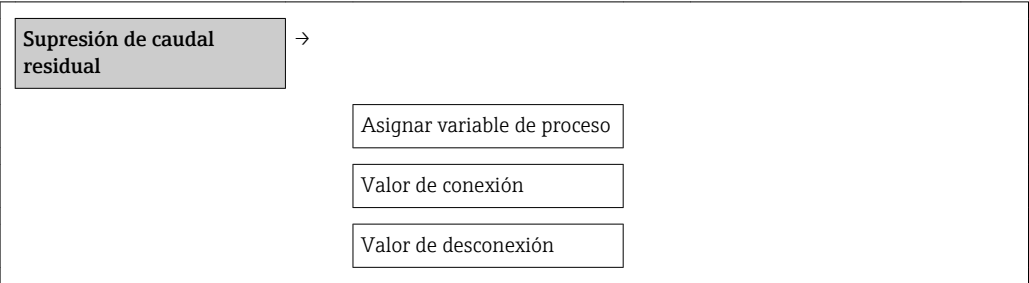 Supresión de caudal →
residual
Asignar variable de proceso
Valor de conexión
Valor de desconexión